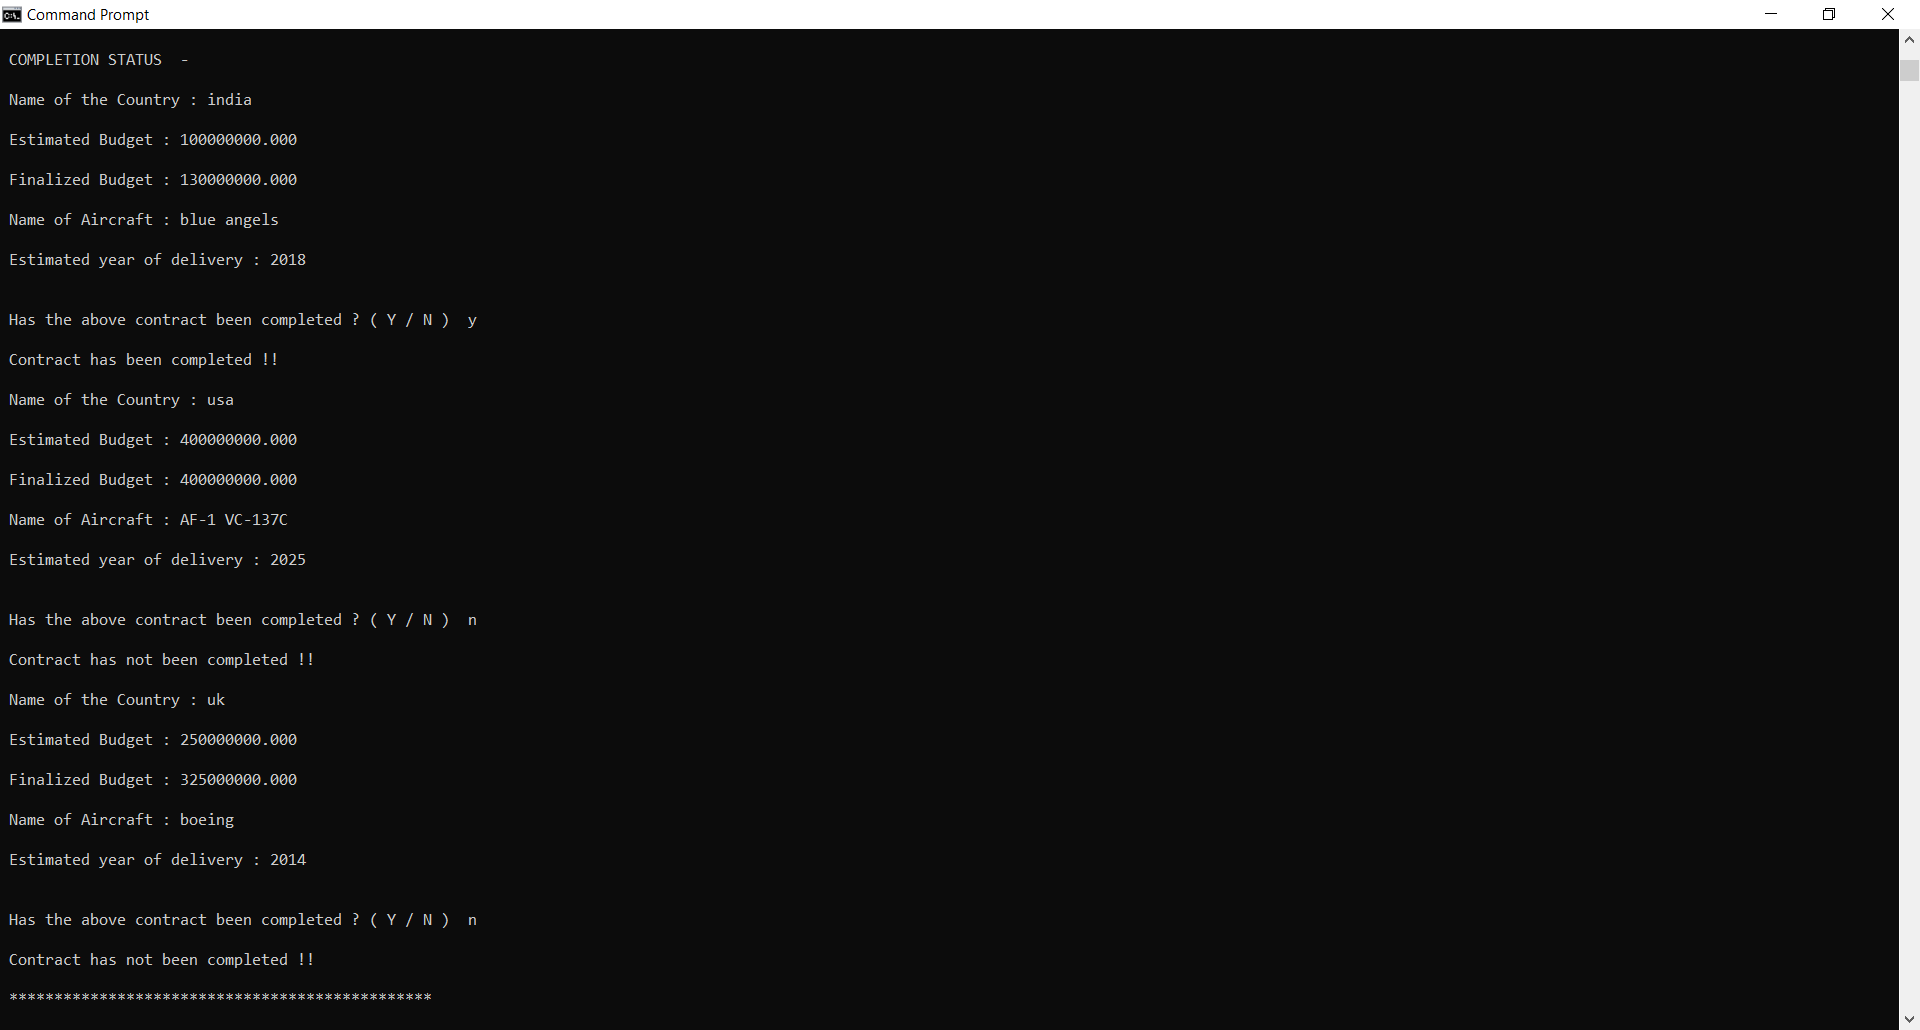 Command Prompt
COMPLETION STATUS  -
Name of the Country : india
Estimated Budget : 100000000.000
Finalized Budget : 130000000.000
Name of Aircraft : blue angels
Estimated year of delivery : 2018
Has the above contract been completed ? ( Y / N )  y
Contract has been completed !!
Name of the Country : usa
Estimated Budget : 400000000.000
Finalized Budget : 400000000.000
Name of Aircraft : AF-1 VC-137C
Estimated year of delivery : 2025
Has the above contract been completed ? ( Y / N )  n
Contract has not been completed !!
Name of the Country : uk
Estimated Budget : 250000000.000
Finalized Budget : 325000000.000
Name of Aircraft : boeing
Estimated year of delivery : 2014
Has the above contract been completed ? ( Y / N )  n
Contract has not been completed !!
***********************************************